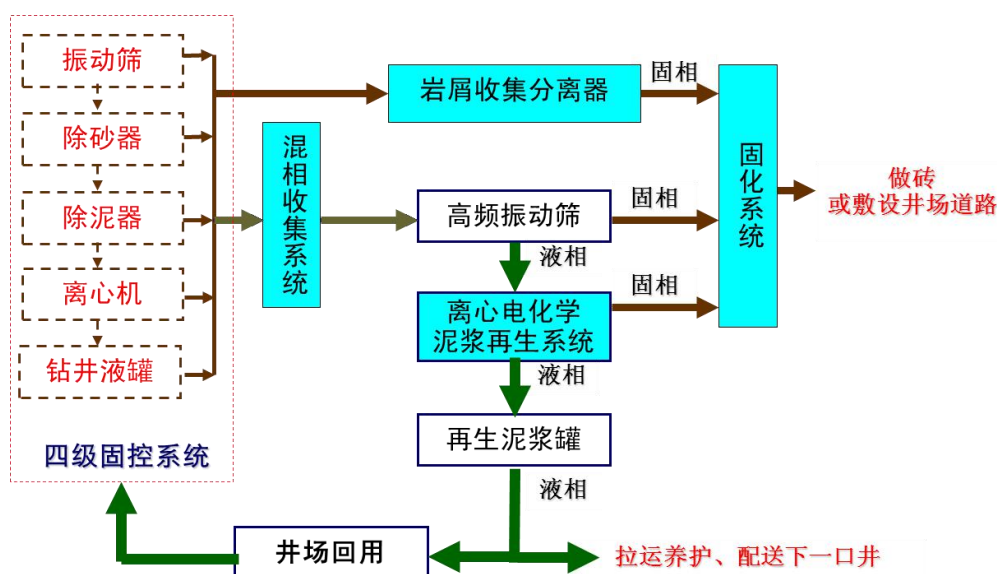 振动筛
除砂器
除泥器
离心机
钻井液罐
四级固控系统
混相收集系统
岩屑收集分离器
固相
高频振动筛
固相
液相
离心电化学
泥浆再生系统
固相
液相
再生泥浆罐
液相
固化系统
做砖
或敷设井场道路
井场回用
拉运养护、配送下一口井